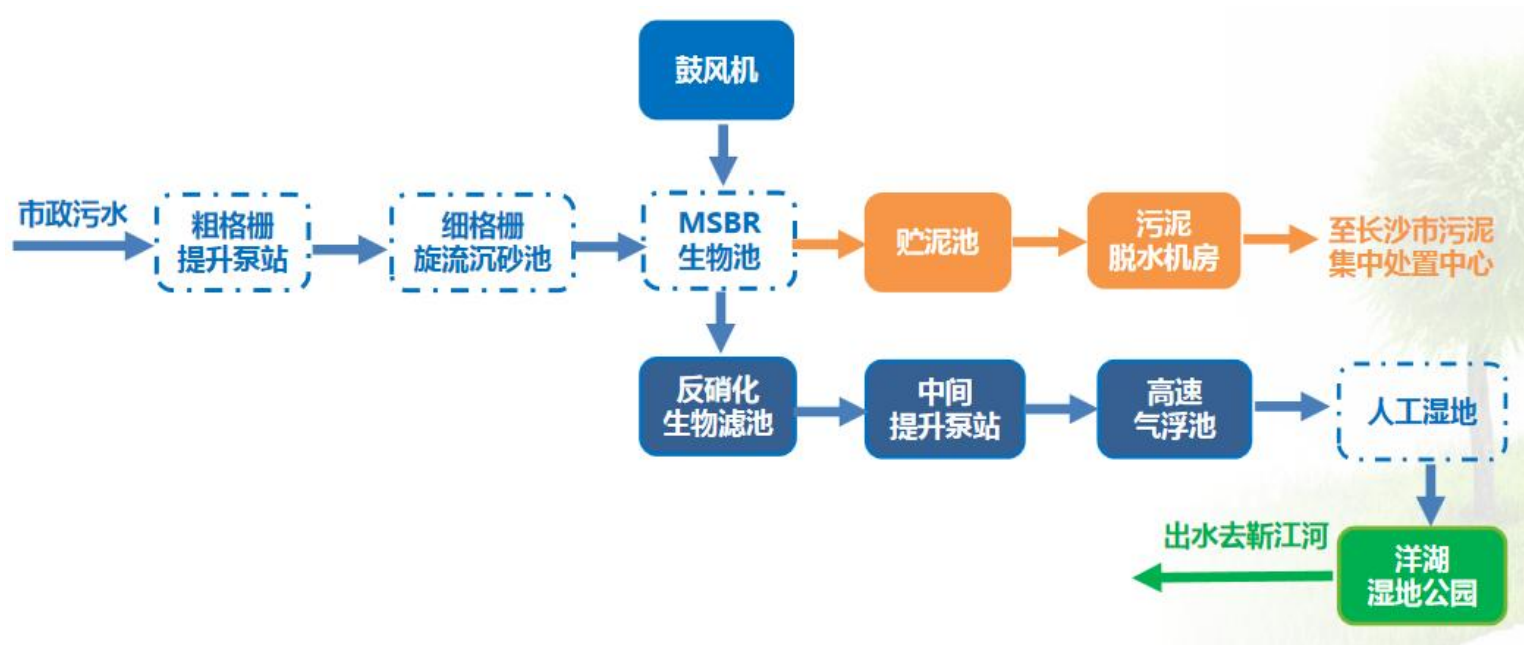 鼓风机
市政污水
粗格栅
提升泵站
细格栅
旋流沉砂池
MSBR
生物池
贮泥池
污泥
脱水机房
至长沙市污泥
集中处置中心
反硝化
生物滤池
中间
提升泵站
高速
气浮池
人工湿地
出水去靳江河
洋湖
湿地公园